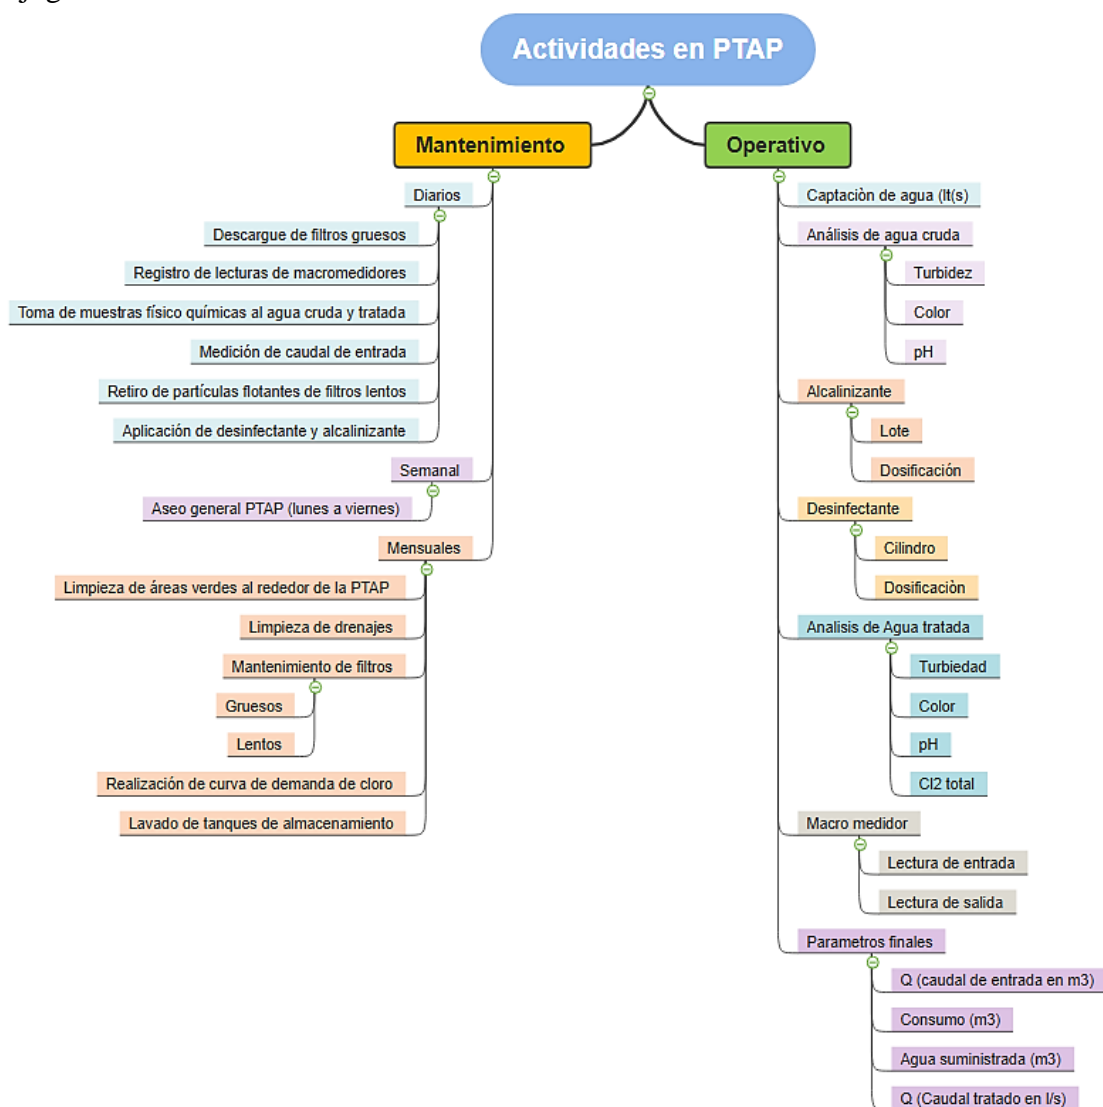 Actividades en PTAP
Mantenimiento
Diarios
Descargue de filtros gruesos
Registro de lecturas de macromedidores
Toma de muestras físico químicas al agua cruda y tratada
Medición de caudal de entrada
Retiro de partículas flotantes de filtros lentos
Aplicación de desinfectante y alcalinizante
Semanal
Aseo general PTAP (lunes a viernes)
Mensuales
Limpieza de áreas verdes al rededor de la PTAP
Limpieza de drenajes
Mantenimiento de filtros
Gruesos
Lentos
Realización de curva de demanda de cloro
Lavado de tanques de almacenamiento
Operativo
Captaciòn de agua (lt(s)
Análisis de agua cruda
Turbidez
Color
pH
Alcalinizante
Lote
Dosificación
Desinfectante
Cilindro
Dosificaciòn
Analisis de Agua tratada
Turbiedad
Color
pH
Cl2 total
Macro medidor
Lectura de entrada
Lectura de salida
Parametros finales
Q (caudal de entrada en m3)
Consumo (m3)
Agua suministrada (m3)
Q (Caudal tratado en l/s)